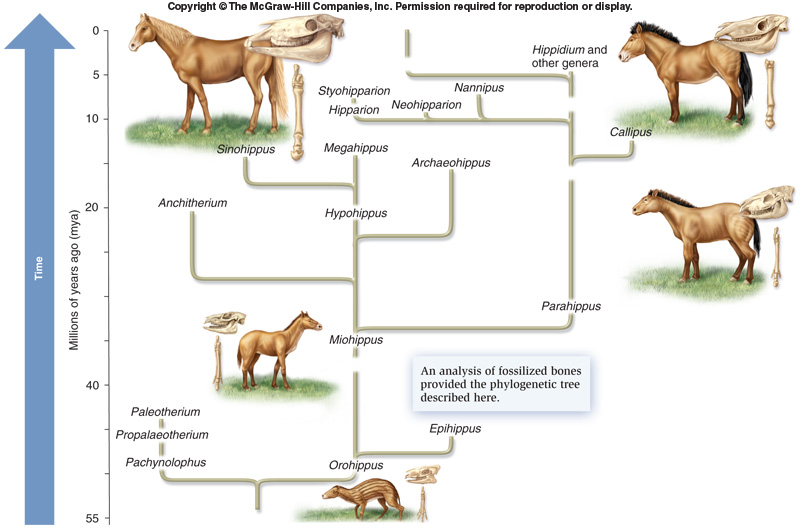 Copyright © The McGraw-Hill Companies, Inc. Permission required for reproduction or display.
0
5
10
20
40
55
Millions of years ago (mya)
Time
Hippidium and
other genera
Nannipus
Styohipparion
Neohipparion
Hipparion
Callipus
Sinohippus
Megahippus
Archaeohippus
Anchitherium
Hypohippus
Parahippus
Miohippus
An analysis of fossilized bones
provided the phylogenetic tree
described here.
Paleotherium
Propalaeotherium
Epihippus
Pachynolophus
Orohippus